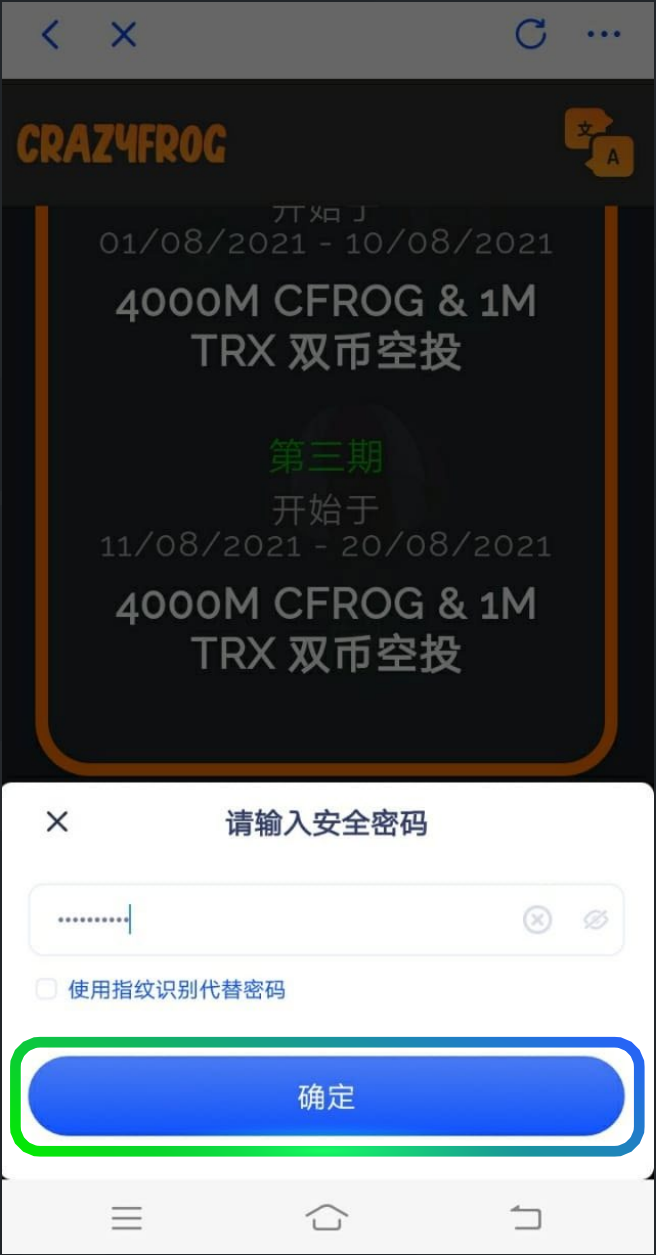 CRAZYFROG
文
A
开始于
01/08/2021 - 10/08/2021
4000M CFROG & 1M
TRX 双币空投
第三期
开始于
11/08/2021 - 20/08/2021
4000M CFROG & 1M
TRX 双币空投
请输入安全密码
使用指纹识别代替密码
确定